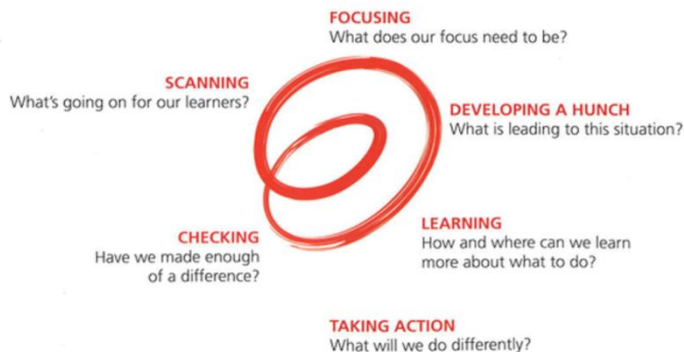 FOCUSING
What does our focus need to be?
SCANNING
What's going on for our learners?
DEVELOPING A HUNCH
What is leading to this situation?
LEARNING
How and where can we learn
more about what to do?
CHECKING
Have we made enough
of a difference?
TAKING ACTION
What will we do differently?